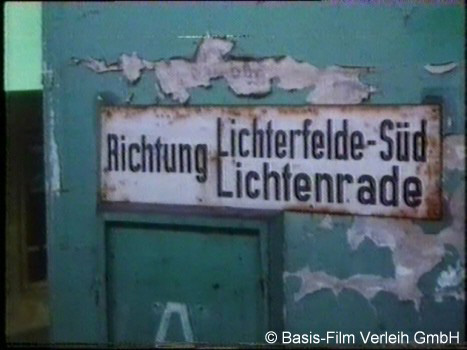 Richtung Lichterfelde-Süd
Lichtenrade
A
© Basis-Film Verleih GmbH